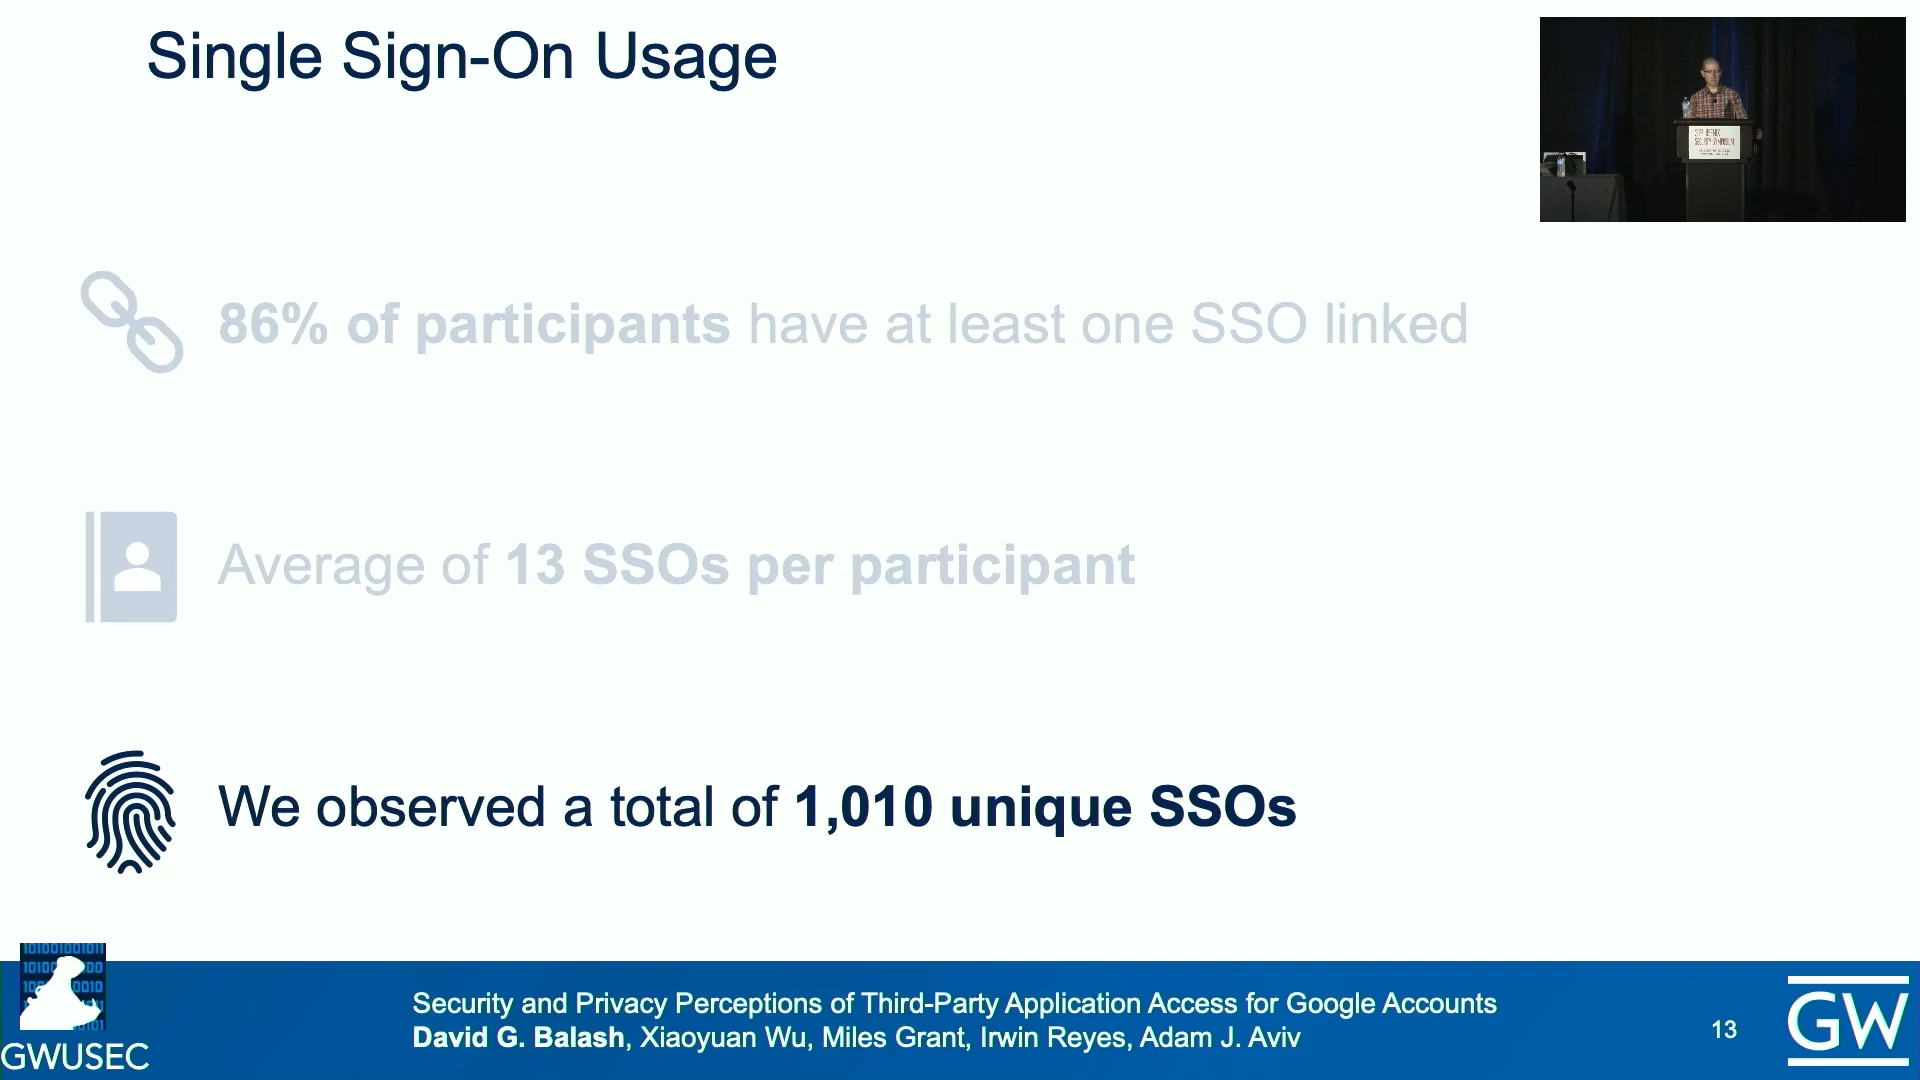 Single Sign-On Usage
86% of participants have at least one SSO linked
Average of 13 SSOs per participant
We observed a total of 1,010 unique SSOs
Security and Privacy Perceptions of Third-Party Application Access for Google Accounts
David G. Balash, Xiaoyuan Wu, Miles Grant, Irwin Reyes, Adam J. Aviv
13
GWUSEC
GW
SECURITY SYMPOSIUM